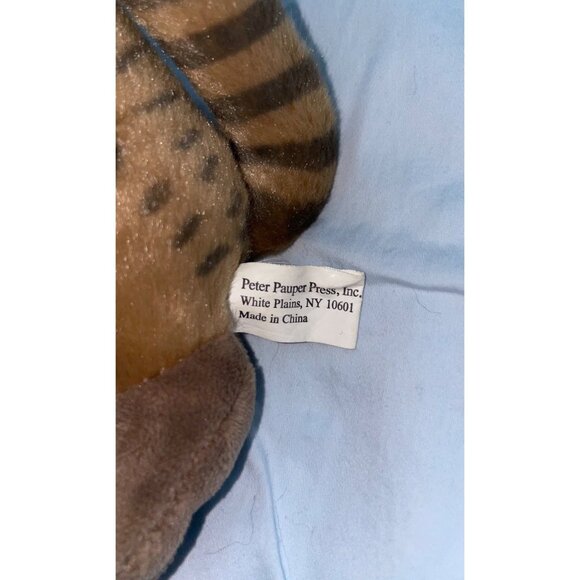 Peter Pauper Press, Inc.
White Plains, NY 10601
Made in China